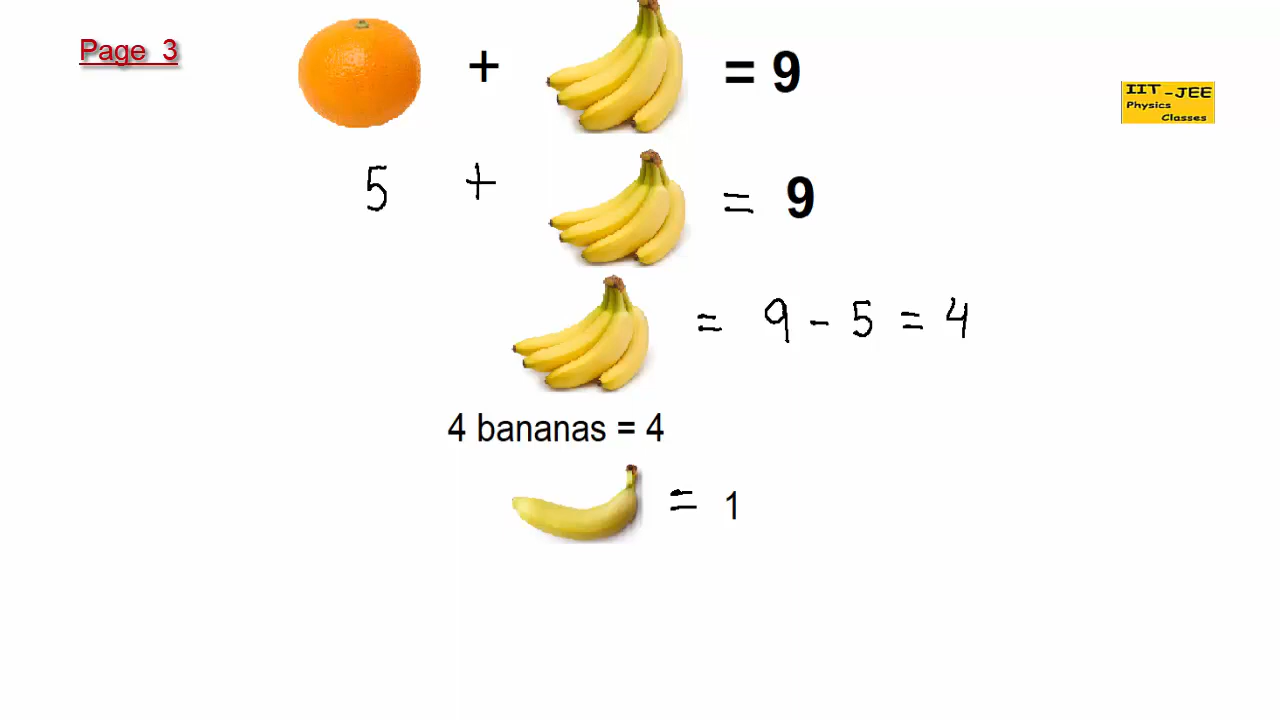 Page 3
+ = 9
IIT-JEE
Physics
Classes
5 + = 9
= 9 - 5 = 4
4 bananas = 4
= 1